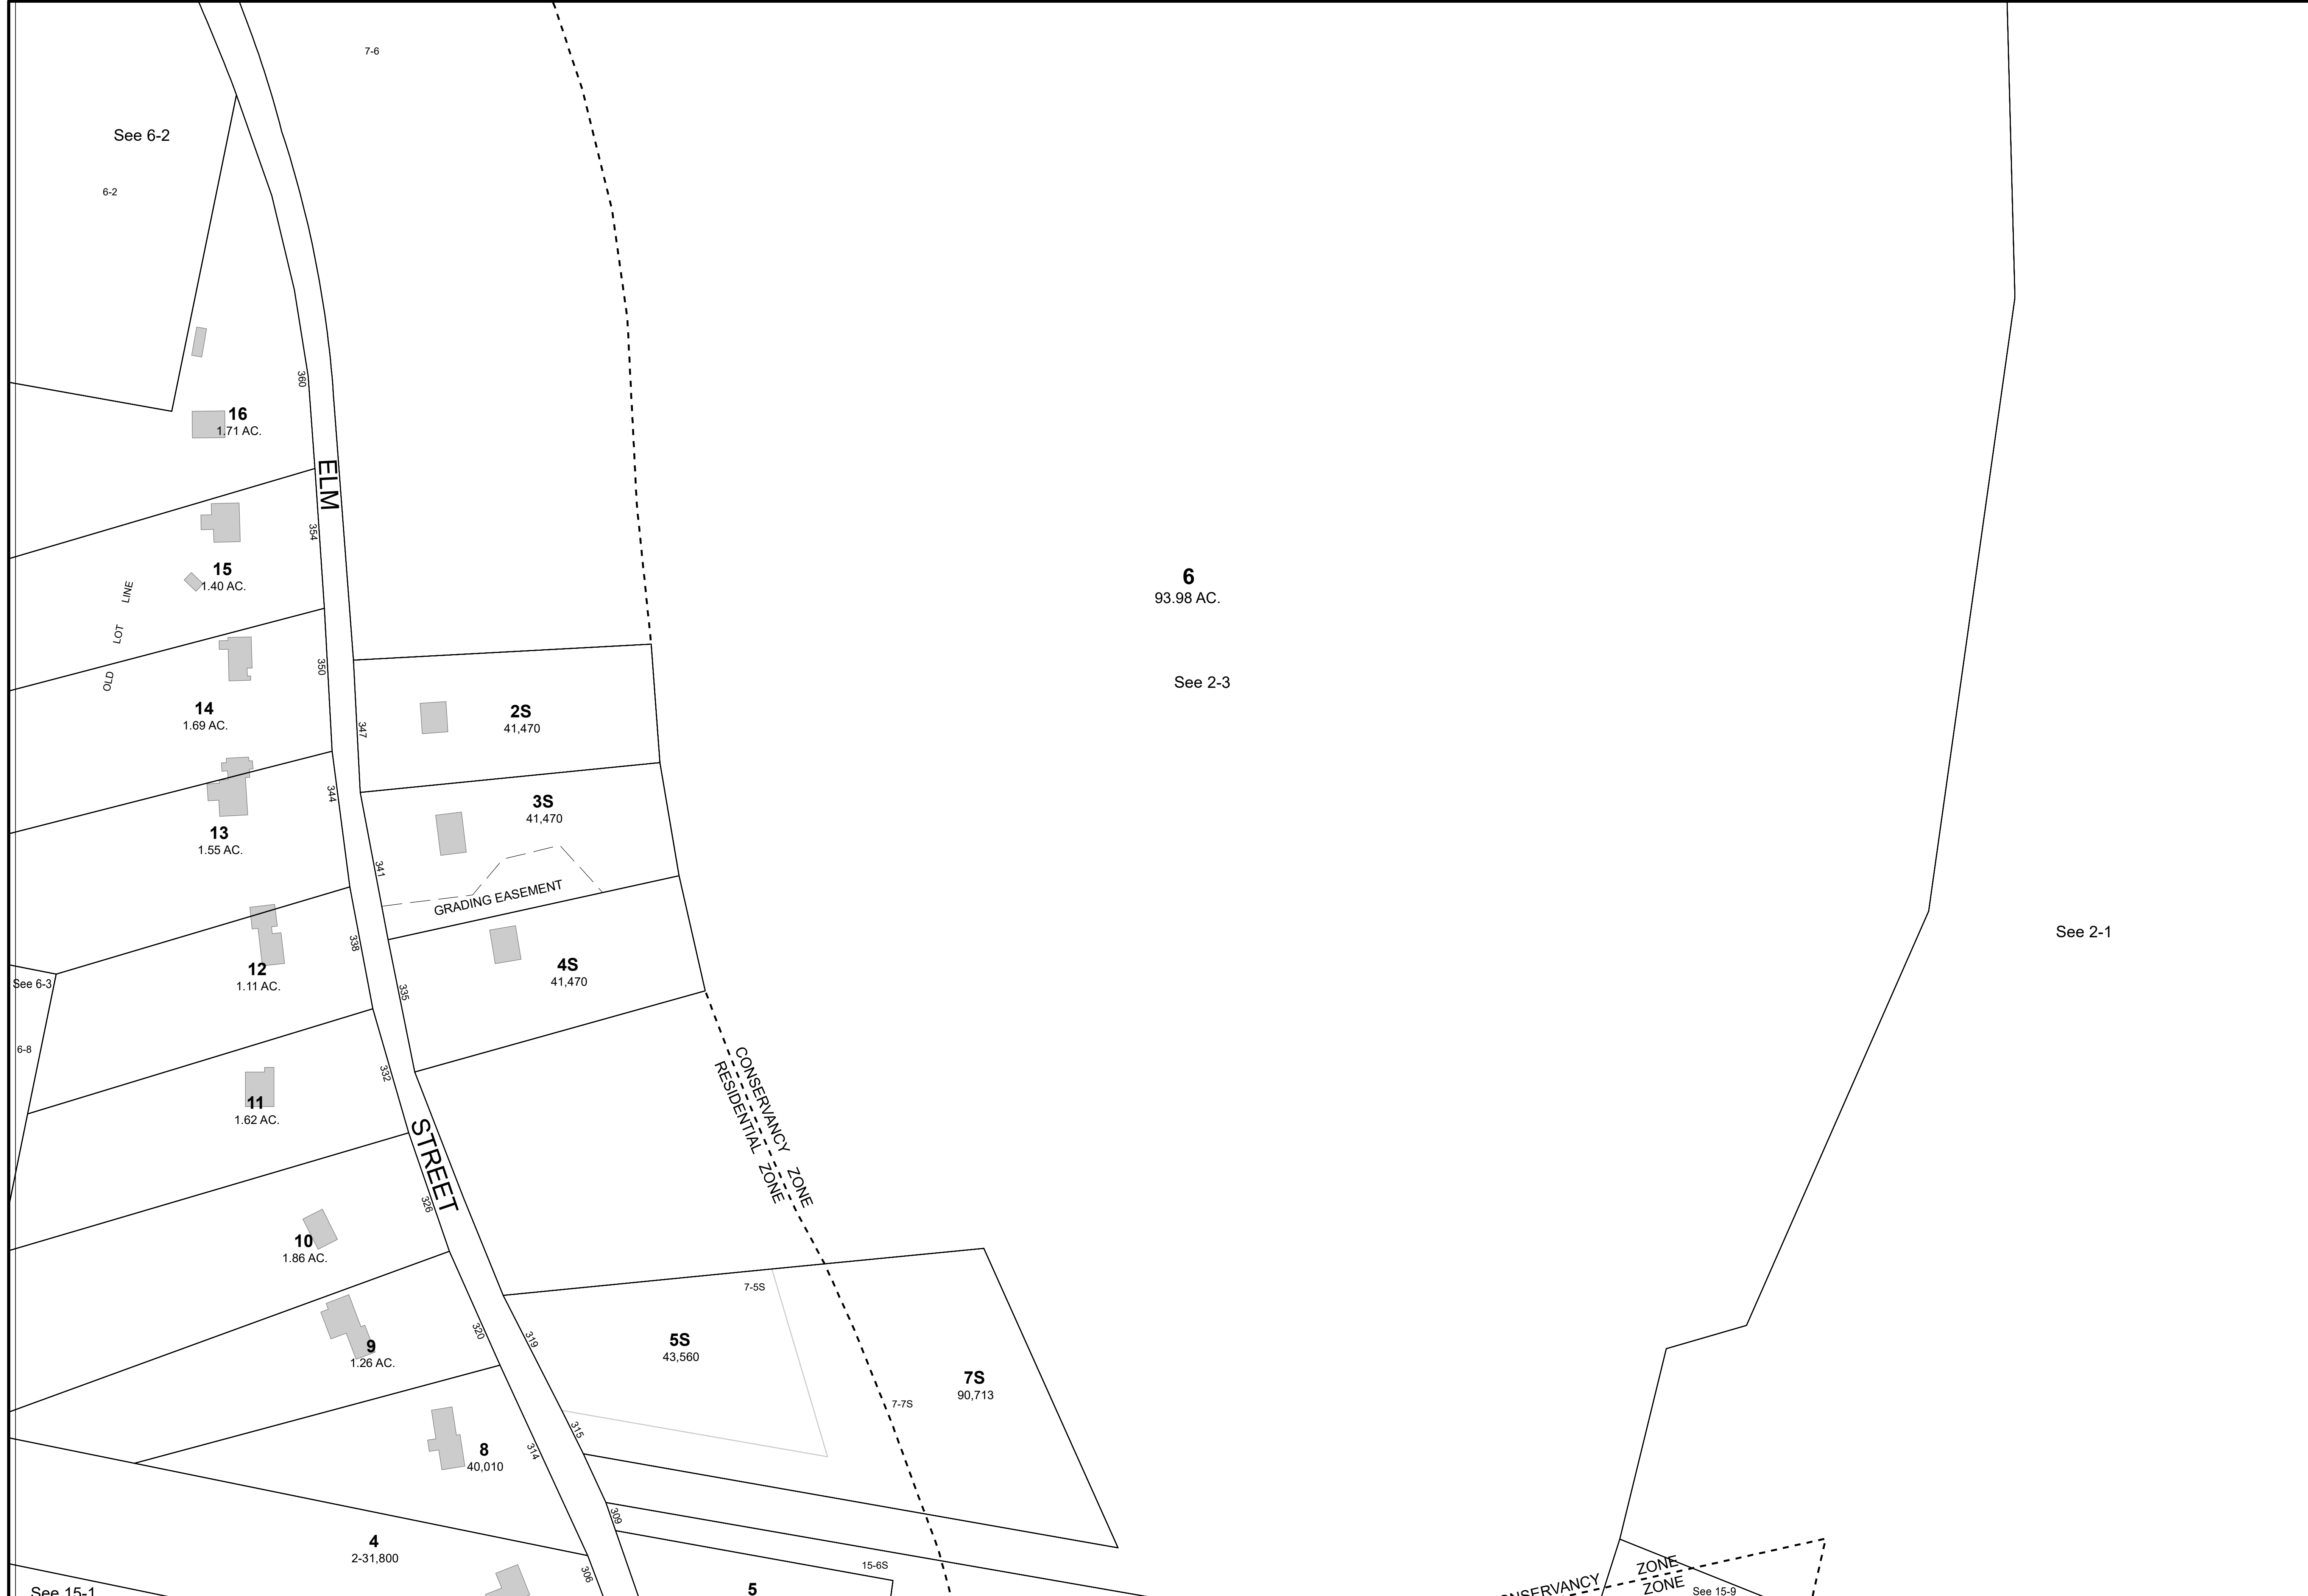 7-6
See 6-2
6-2
360
16
1.71 AC.
ELM
354
15
1.40 AC.
OLD LOT LINE
350
6
93.98 AC.
See 2-3
14
1.69 AC.
347
2S
41,470
344
13
1.55 AC.
3S
41,470
341
GRADING EASEMENT
338
12
1.11 AC.
See 6-3
4S
41,470
335
See 2-1
6-8
332
11
1.62 AC.
CONSERVANCY ZONE
RESIDENTIAL ZONE
STREET
326
10
1.86 AC.
7-5S
320
319
9
1.26 AC.
5S
43,560
7S
90,713
7-7S
315
314
8
40,010
309
4
2-31,800
306
15-6S
5
See 15-1
ZONE
ZONE
See 15-9